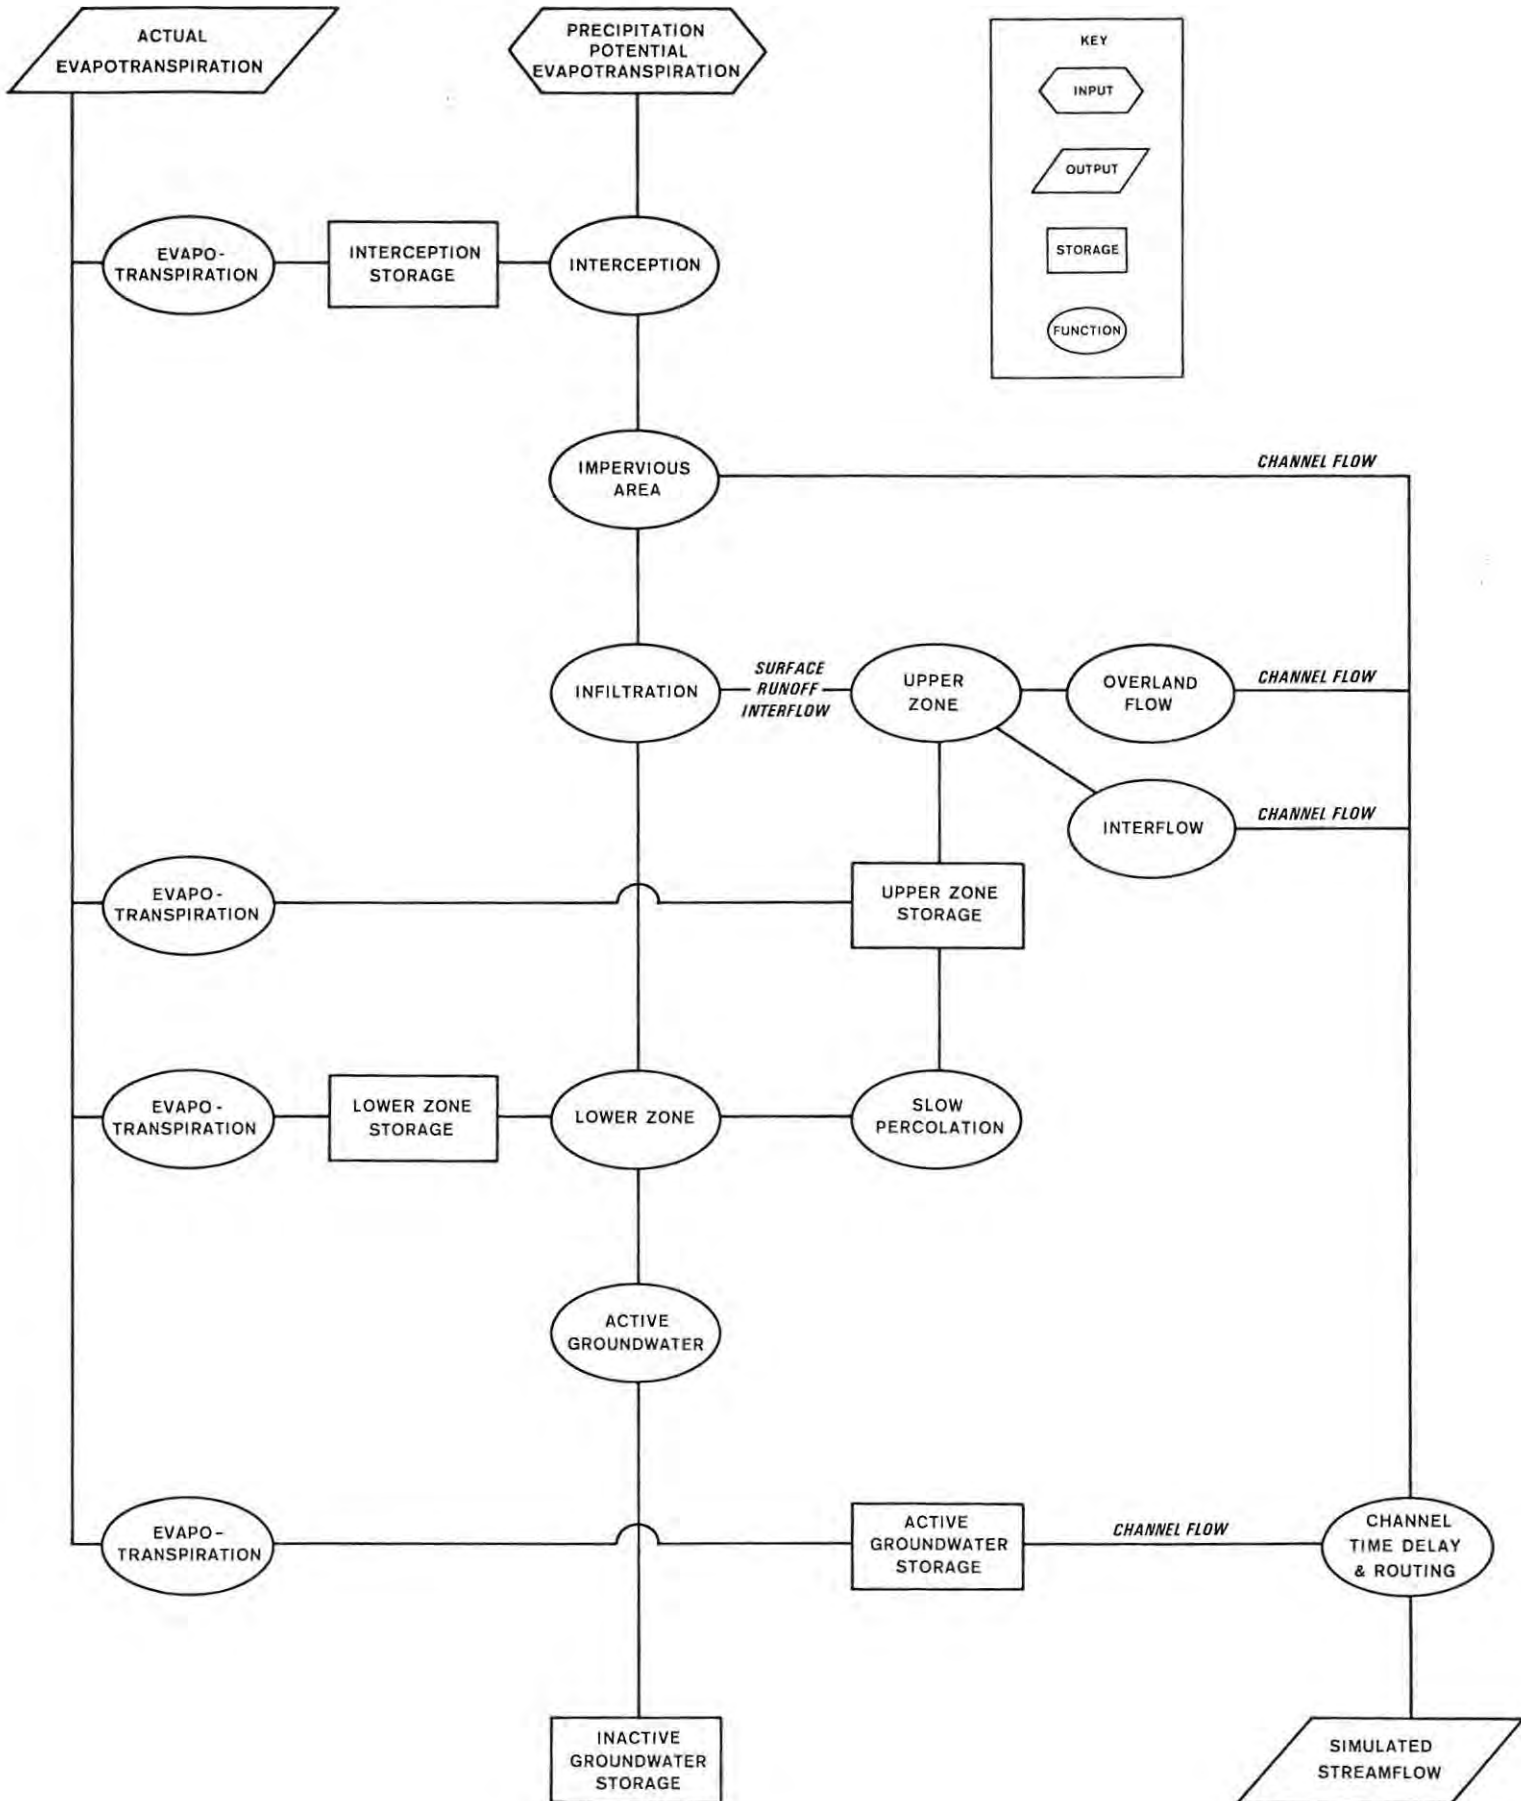 ACTUAL
EVAPOTRANSPIRATION
PRECIPITATION
POTENTIAL
EVAPOTRANSPIRATION
KEY
INPUT
OUTPUT
STORAGE
FUNCTION
EVAPO-
TRANSPIRATION
INTERCEPTION
STORAGE
INTERCEPTION
IMPERVIOUS
AREA
CHANNEL FLOW
INFILTRATION
SURFACE
RUNOFF
INTERFLOW
UPPER
ZONE
OVERLAND
FLOW
CHANNEL FLOW
INTERFLOW
CHANNEL FLOW
EVAPO-
TRANSPIRATION
UPPER ZONE
STORAGE
EVAPO-
TRANSPIRATION
LOWER ZONE
STORAGE
LOWER ZONE
SLOW
PERCOLATION
ACTIVE
GROUNDWATER
EVAPO-
TRANSPIRATION
ACTIVE
GROUNDWATER
STORAGE
CHANNEL FLOW
CHANNEL
TIME DELAY
& ROUTING
INACTIVE
GROUNDWATER
STORAGE
SIMULATED
STREAMFLOW